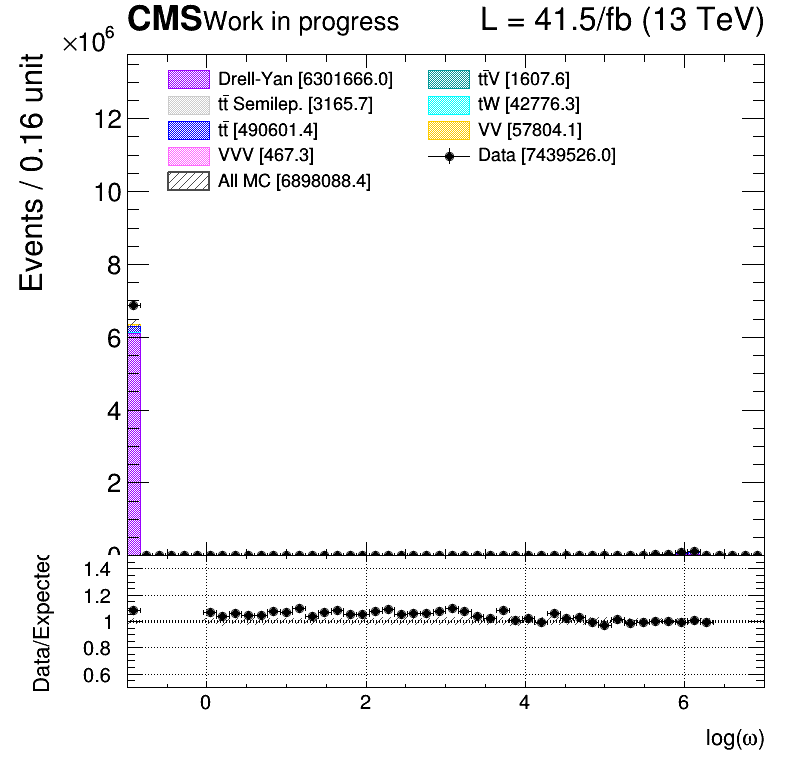 CMS Work in progress L = 41.5/fb (13 TeV)
×10⁶
Events / 0.16 unit
Drell-Yan [6301666.0]
tt̄V [1607.6]
tt̄ Semilep. [3165.7]
tW [42776.3]
tt̄ [490601.4]
VV [57804.1]
VVV [467.3]
Data [7439526.0]
All MC [6898088.4]
12
10
8
6
4
2
0
Data/Expected
1.4
1.2
1
0.8
0.6
0 2 4 6
log(ω)